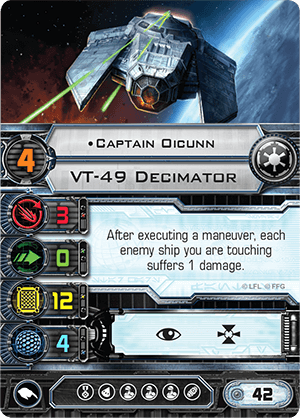 •Captain Oicunn
4
VT-49 Decimator
3
After executing a maneuver, each
enemy ship you are touching
suffers 1 damage.
0
©LFL ©FFG
12
4
42